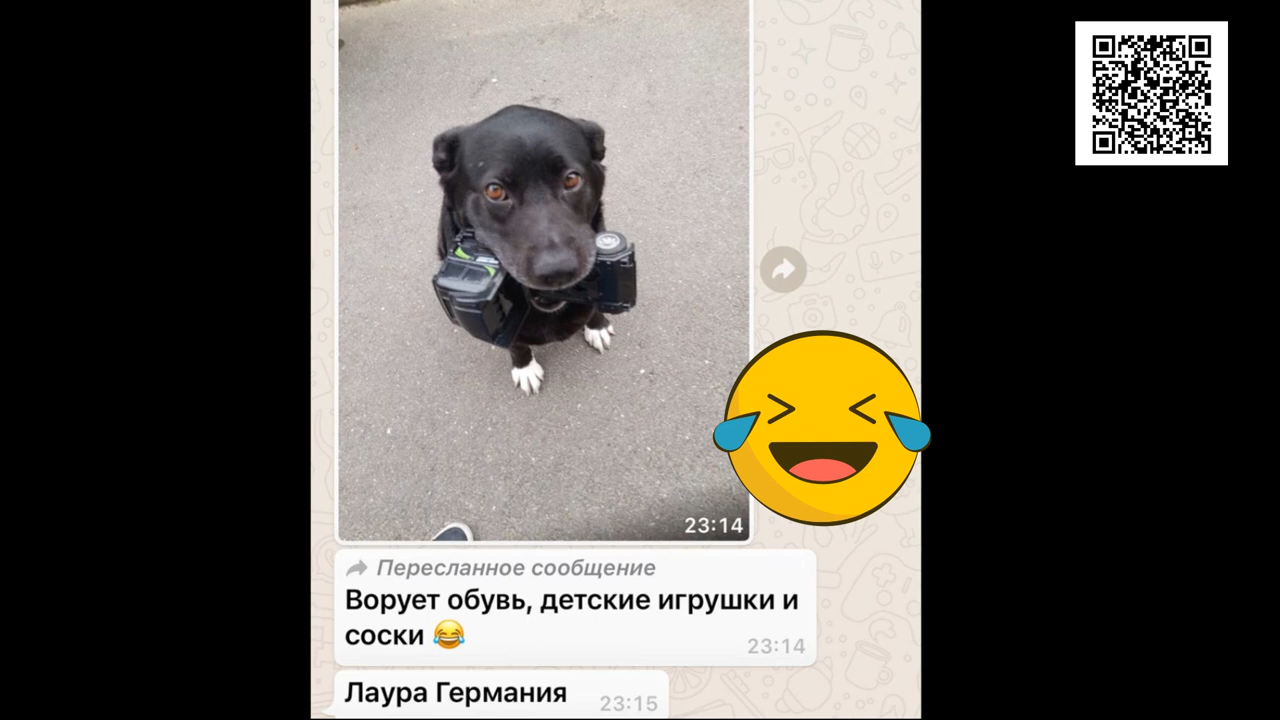 23:14
Пересланное сообщение
Ворует обувь, детские игрушки и
соски 😂
23:14
Лаура Германия
23:15